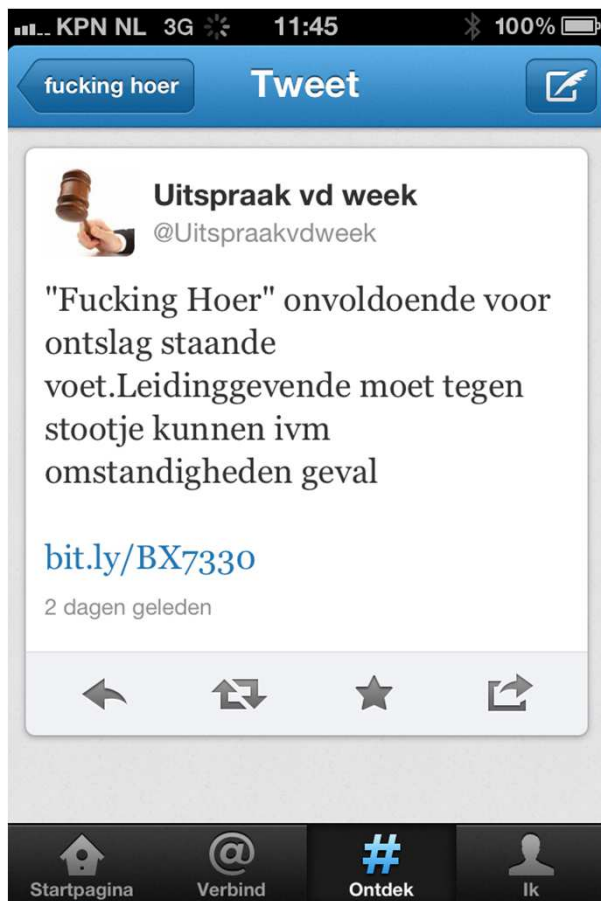 KPN NL 3G 11:45 100%
fucking hoer Tweet
Uitspraak vd week
@Uitspraakvdweek
"Fucking Hoer" onvoldoende voor
ontslag staande
voet.Leidinggevende moet tegen
stootje kunnen ivm
omstandigheden geval
bit.ly/BX7330
2 dagen geleden
Startpagina Verbind Ontdek Ik